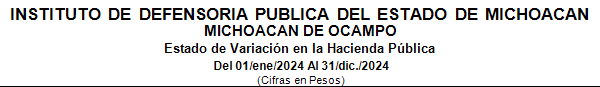 INSTITUTO DE DEFENSORIA PUBLICA DEL ESTADO DE MICHOACAN
MICHOACAN DE OCAMPO
Estado de Variación en la Hacienda Pública
Del 01/ene/2024 Al 31/dic./2024
(Cifras en Pesos)